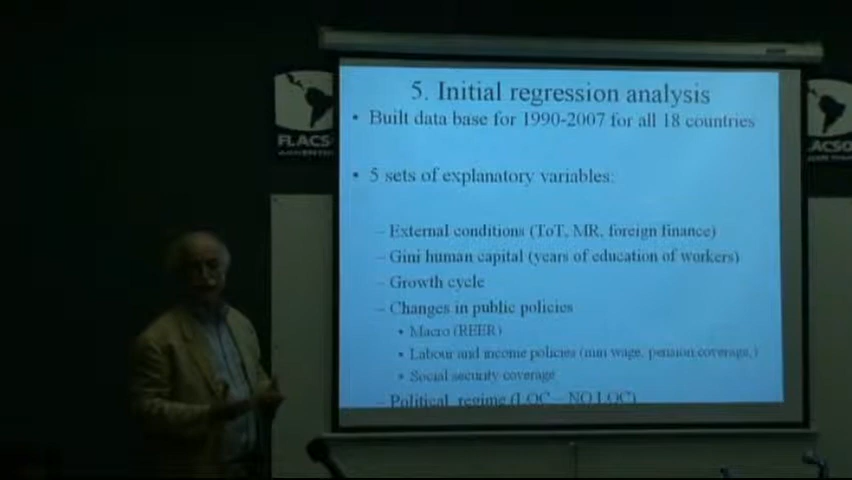 5. Initial regression analysis
• Built data base for 1990-2007 for all 18 countries
• 5 sets of explanatory variables:
– External conditions (ToT, MR, foreign finance)
– Gini human capital (years of education of workers)
– Growth cycle
– Changes in public policies
• Macro (REER)
• Labour and income policies (min wage, pension coverage, )
• Social security coverage
– Political regime (LOC – NO LOC)
FLACS
ACSO